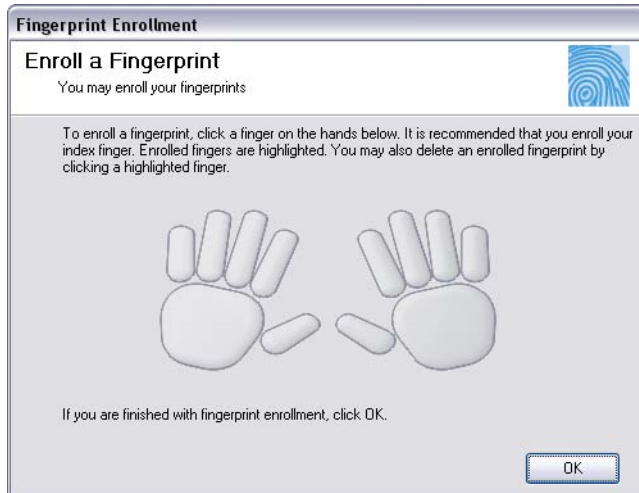 Fingerprint Enrollment
Enroll a Fingerprint
You may enroll your fingerprints
To enroll a fingerprint, click a finger on the hands below. It is recommended that you enroll your
index finger. Enrolled fingers are highlighted. You may also delete an enrolled fingerprint by
clicking a highlighted finger.
If you are finished with fingerprint enrollment, click OK.
OK